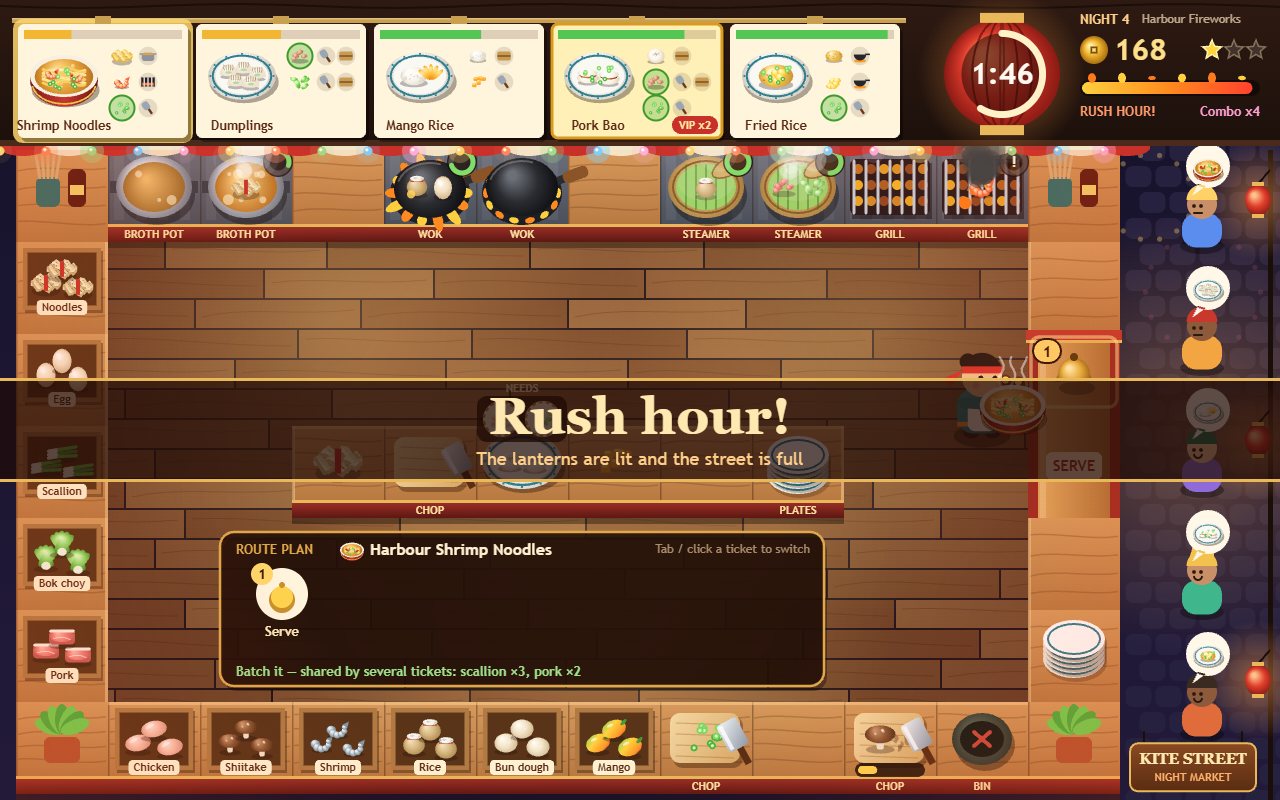 Shrimp Noodles
Dumplings
Mango Rice
Pork Bao
VIP x2
Fried Rice
1:46
NIGHT 4 Harbour Fireworks
168
RUSH HOUR!
Combo x4
BROTH POT
BROTH POT
WOK
WOK
STEAMER
STEAMER
GRILL
GRILL
!
Noodles
Egg
Scallion
Bok choy
Pork
NEEDS
Rush hour!
The lanterns are lit and the street is full
1
SERVE
CHOP
PLATES
ROUTE PLAN
Harbour Shrimp Noodles
Tab / click a ticket to switch
1
Serve
Batch it — shared by several tickets: scallion ×3, pork ×2
Chicken
Shiitake
Shrimp
Rice
Bun dough
Mango
CHOP
CHOP
BIN
KITE STREET
NIGHT MARKET